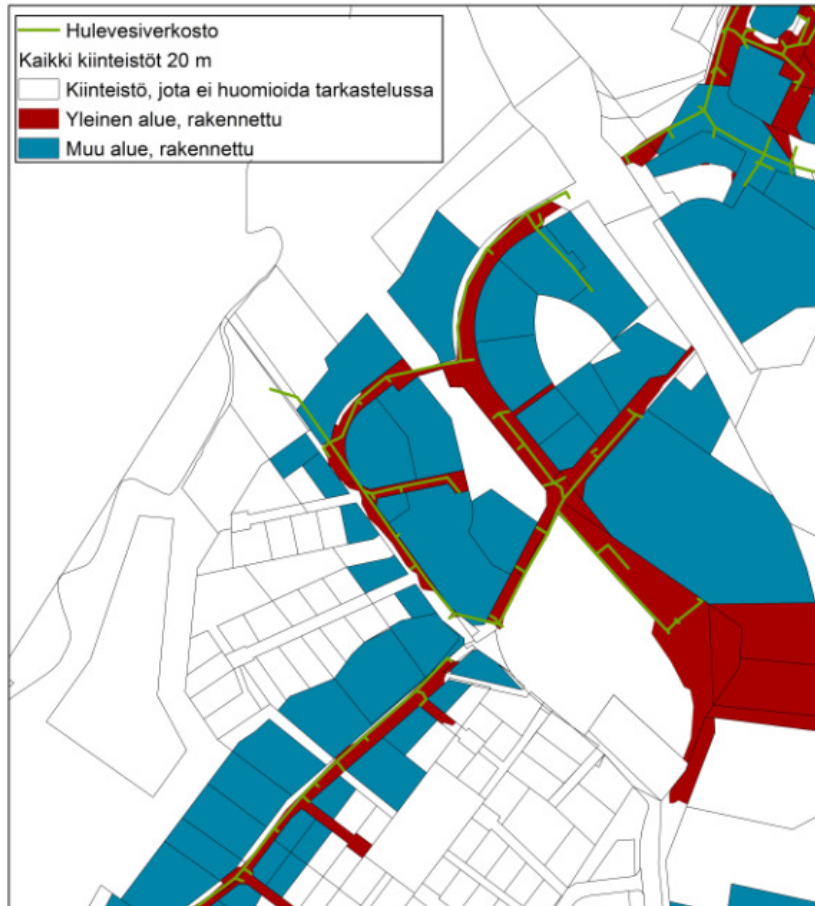 Hulevesiverkosto
Kaikki kiinteistöt 20 m
Kiinteistö, jota ei huomioida tarkastelussa
Yleinen alue, rakennettu
Muu alue, rakennettu